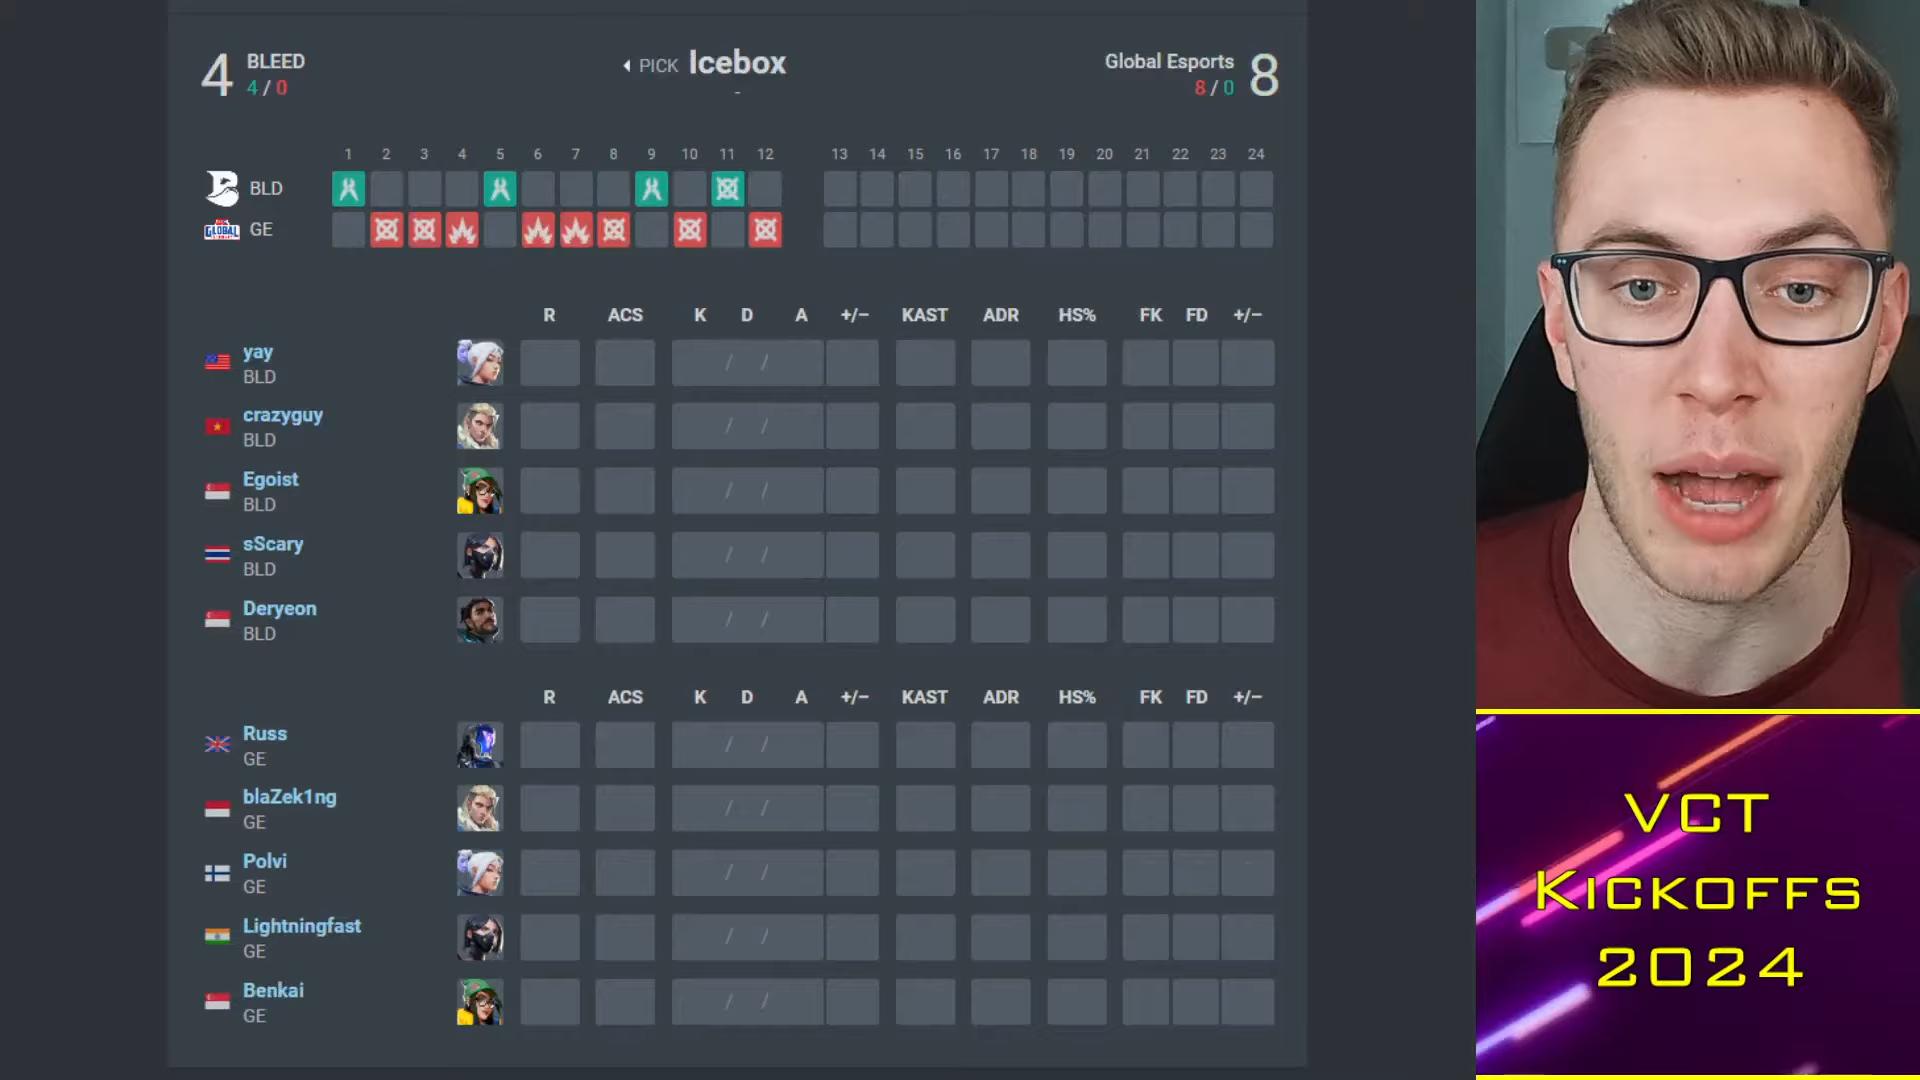 4 BLEED 4 / 0
PICK Icebox
-
Global Esports 8 / 0 8
1 2 3 4 5 6 7 8 9 10 11 12 13 14 15 16 17 18 19 20 21 22 23 24
BLD
GLOBAL GE
R ACS K D A +/– KAST ADR HS% FK FD +/–
yay
BLD / /
crazyguy
BLD / /
Egoist
BLD / /
sScary
BLD / /
Deryeon
BLD / /
R ACS K D A +/– KAST ADR HS% FK FD +/–
Russ
GE / /
blaZek1ng
GE / /
Polvi
GE / /
Lightningfast
GE / /
Benkai
GE / /
VCT
Kickoffs
2024